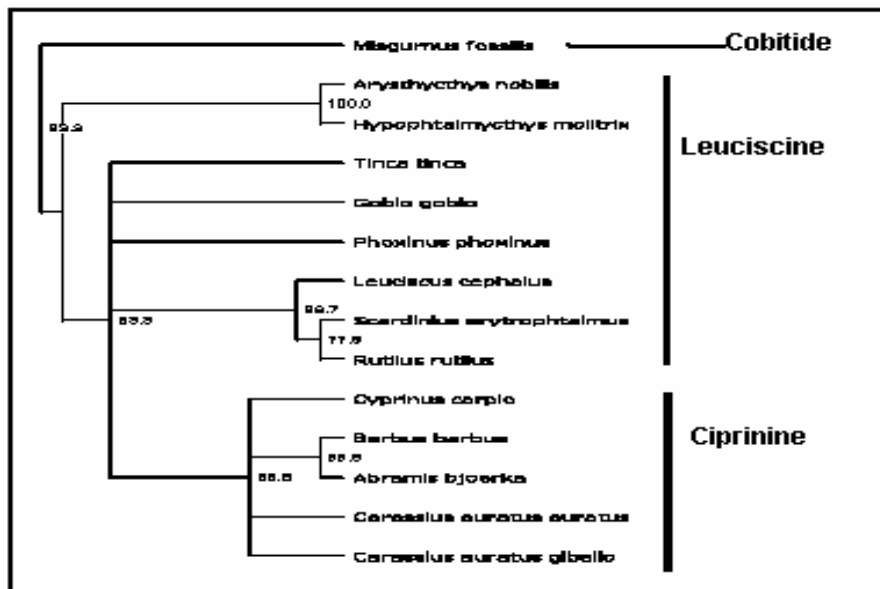 Misgurnus fossilis
Cobitide
Arysthycthys nobilis
100.0
Hypophtalmycthys molitrix
Leuciscine
Tinca tinca
Gobio gobio
Phoxinus phoxinus
Leuciscus cephalus
Scardinius erytrophtalmus
Rutilus rutilus
Cyprinus carpio
Barbus barbus
Ciprinine
Abramis bjoerka
Carassius auratus auratus
Carassius auratus gibelio